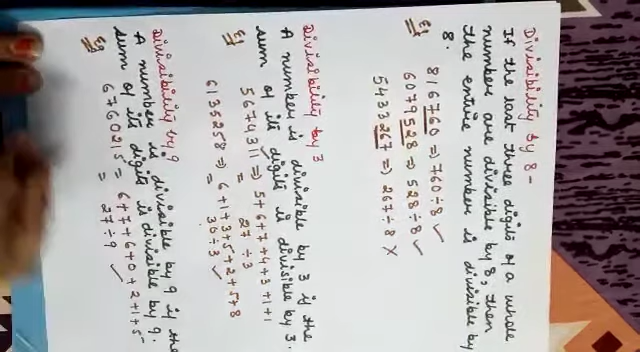 Divisibility by 8 -
If the last three digits of a whole
number are divisible by 8, then
the entire number is divisible by
8.
Eg 816760 => 760÷8 ✓
6079528 => 528÷8 ✓
5433267 => 267÷8 ×
Divisibility by 3
A number is divisible by 3 if the
sum of its digits is divisible by 3.
Eg 5674311 => 5+6+7+4+3+1+1
= 27÷3 ✓
6135258 => 6+1+3+5+2+5+8
= 30÷3 ✓
Divisibility by 9
A number is divisible by 9 if the
sum of its digits is divisible by 9.
Eg 6760215 = 6+7+6+0+2+1+5
= 27÷9 ✓